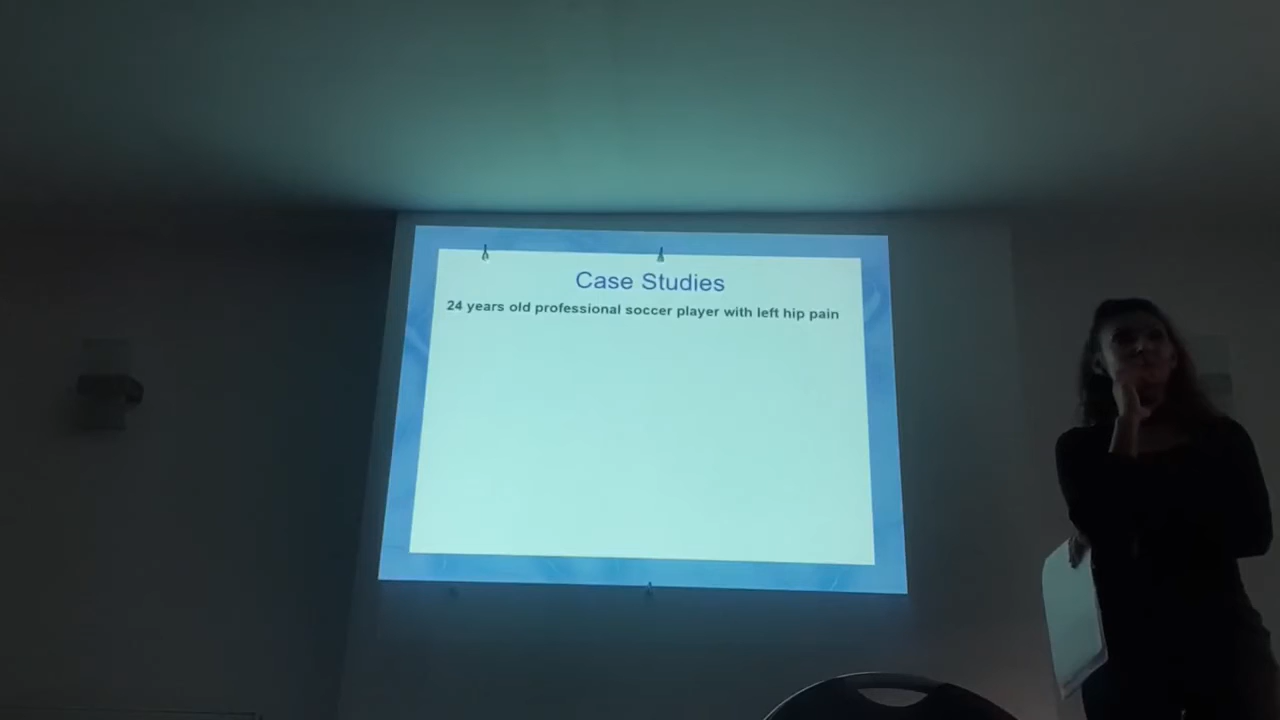 Case Studies
24 years old professional soccer player with left hip pain